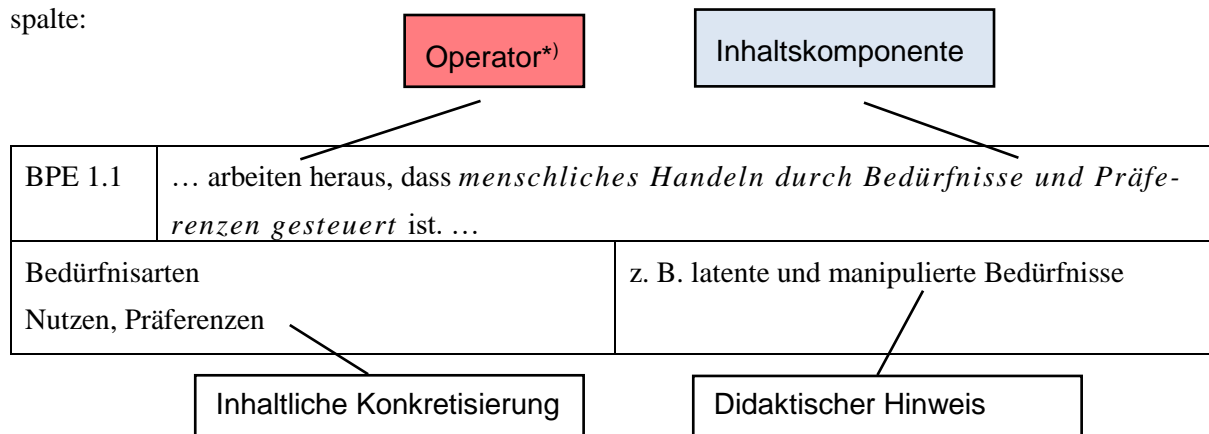 spalte:
Operator*)
Inhaltskomponente
BPE 1.1
… arbeiten heraus, dass menschliches Handeln durch Bedürfnisse und Präfe-
renzen gesteuert ist. …
Bedürfnisarten
Nutzen, Präferenzen
z. B. latente und manipulierte Bedürfnisse
Inhaltliche Konkretisierung
Didaktischer Hinweis